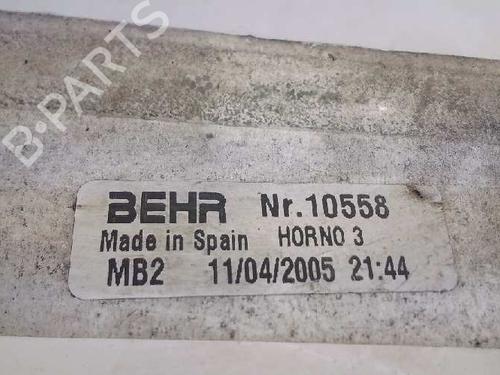 B-PARTS
BEHR Nr.10558
Made in Spain HORNO 3
MB2 11/04/2005 21:44